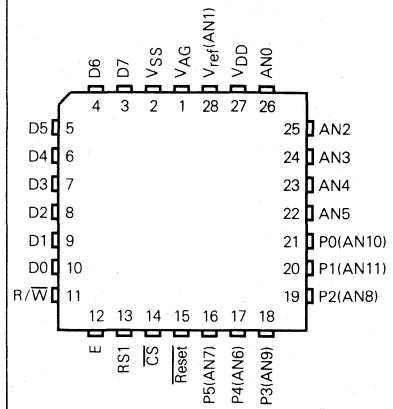 D6 D7 VSS VAG Vref(AN1) VDD AN0
4 3 2 1 28 27 26
D5 5 25 AN2
D4 6 24 AN3
D3 7 23 AN4
D2 8 22 AN5
D1 9 21 P0(AN10)
D0 10 20 P1(AN11)
R/W̅ 11 19 P2(AN8)
12 13 14 15 16 17 18
E RS1 C̅S̅ R̅e̅s̅e̅t̅ P5(AN7) P4(AN6) P3(AN9)